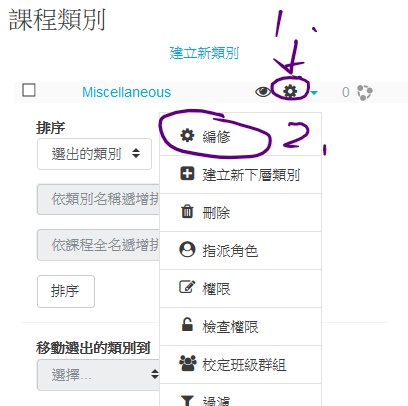 課程類別
1.
建立新類別
Miscellaneous 0
排序
選出的類別
編修
2.
建立新下層類別
依類別名稱遞增排
刪除
指派角色
依課程全名遞增排
排序
權限
檢查權限
移動選出的類別到
校定班級群組
選擇...
過濾